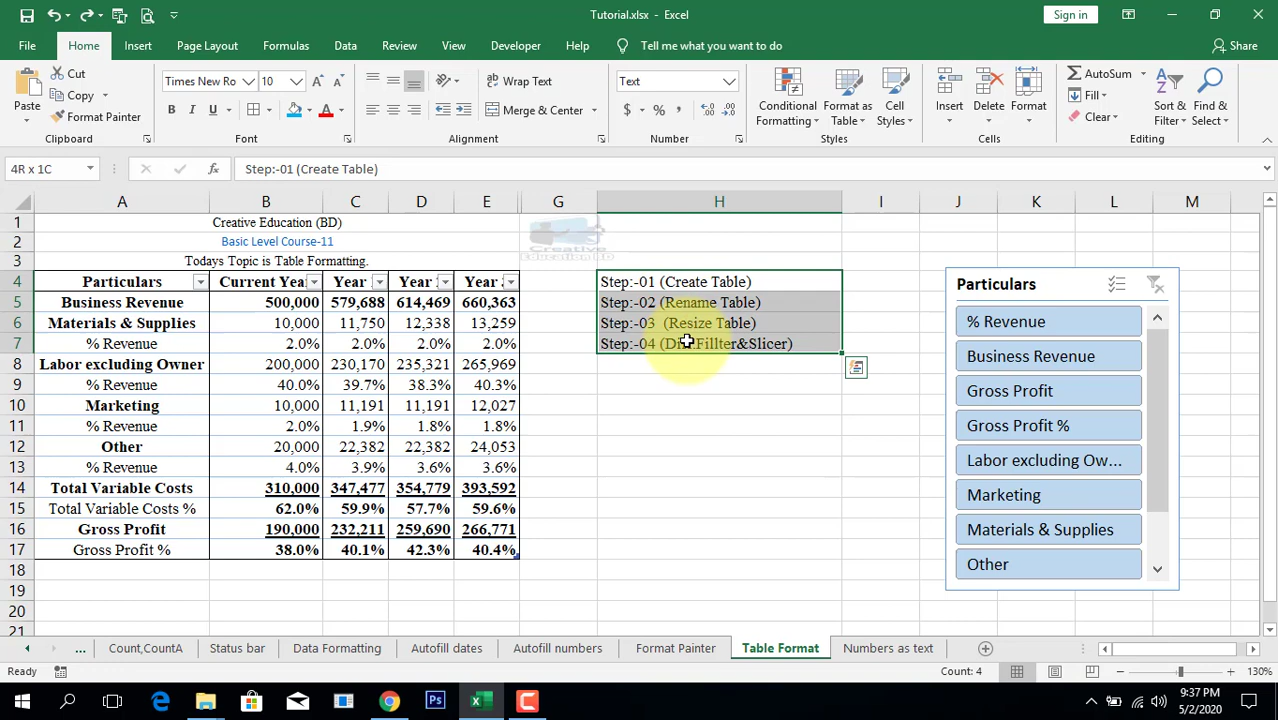 Tutorial.xlsx - Excel
Sign in
File Home Insert Page Layout Formulas Data Review View Developer Help Tell me what you want to do Share
Paste
Cut
Copy
Format Painter
Clipboard
Times New Ro 10
B I U
Font
Wrap Text
Merge & Center
Alignment
Text
$ % ,
Number
Conditional Formatting
Format as Table
Cell Styles
Styles
Insert
Delete
Format
Cells
AutoSum
Fill
Clear
Sort & Filter
Find & Select
Editing
4R x 1C
fx
Step:-01 (Create Table)
A B C D E G H I J K L M
1 Creative Education (BD)
2 Basic Level Course-11
3 Todays Topic is Table Formatting.
4 Particulars Current Yea Year Year Year
5 Business Revenue 500,000 579,688 614,469 660,363
6 Materials & Supplies 10,000 11,750 12,338 13,259
7 % Revenue 2.0% 2.0% 2.0% 2.0%
8 Labor excluding Owner 200,000 230,170 235,321 265,969
9 % Revenue 40.0% 39.7% 38.3% 40.3%
10 Marketing 10,000 11,191 11,191 12,027
11 % Revenue 2.0% 1.9% 1.8% 1.8%
12 Other 20,000 22,382 22,382 24,053
13 % Revenue 4.0% 3.9% 3.6% 3.6%
14 Total Variable Costs 310,000 347,477 354,779 393,592
15 Total Variable Costs % 62.0% 59.9% 57.7% 59.6%
16 Gross Profit 190,000 232,211 259,690 266,771
17 Gross Profit % 38.0% 40.1% 42.3% 40.4%
18
19
20
21
Creative
Education BD
Step:-01 (Create Table)
Step:-02 (Rename Table)
Step:-03 (Resize Table)
Step:-04
Particulars
% Revenue
Business Revenue
Gross Profit
Gross Profit %
Labor excluding Ow...
Marketing
Materials & Supplies
Other
... Count,CountA Status bar Data Formatting Autofill dates Autofill numbers Format Painter Table Format Numbers as text
Ready
Count: 4
130%
Ps
9:37 PM
5/2/2020